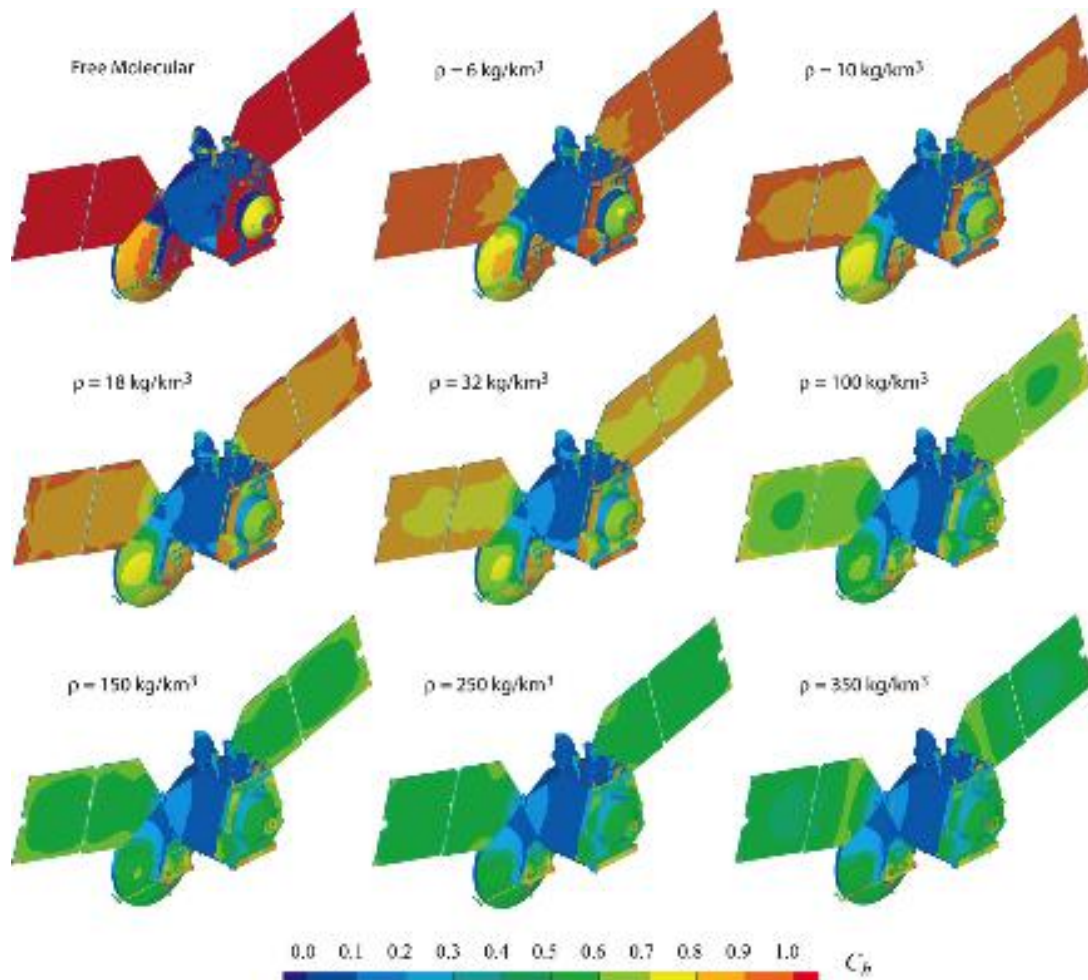 Free Molecular
ρ = 6 kg/km³
ρ = 10 kg/km³
ρ = 18 kg/km³
ρ = 32 kg/km³
ρ = 100 kg/km³
ρ = 150 kg/km³
ρ = 250 kg/km³
ρ = 350 kg/km³
0.0 0.1 0.2 0.3 0.4 0.5 0.6 0.7 0.8 0.9 1.0 Cₕ